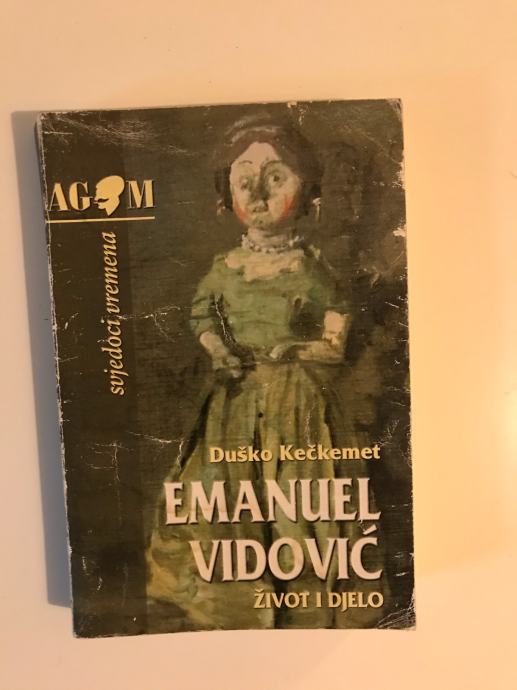 AGM
svjedoci vremena
Duško Kečkemet
EMANUEL
VIDOVIĆ
ŽIVOT I DJELO